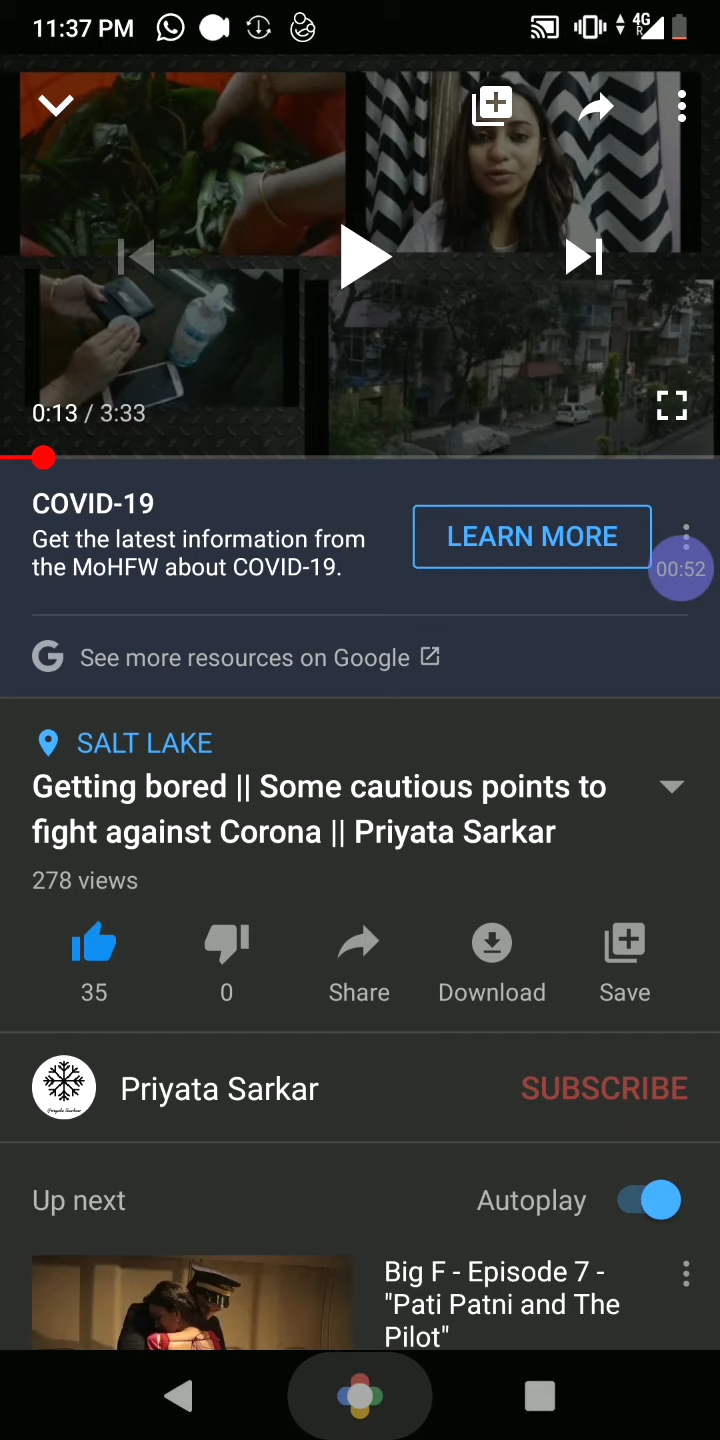 11:37 PM
4G
R
0:13 / 3:33
COVID-19
Get the latest information from
the MoHFW about COVID-19.
LEARN MORE
00:52
See more resources on Google
SALT LAKE
Getting bored || Some cautious points to
fight against Corona || Priyata Sarkar
278 views
35
0
Share
Download
Save
Priyata Sarkar
Priyata Sarkar
SUBSCRIBE
Up next
Autoplay
Big F - Episode 7 -
"Pati Patni and The
Pilot"